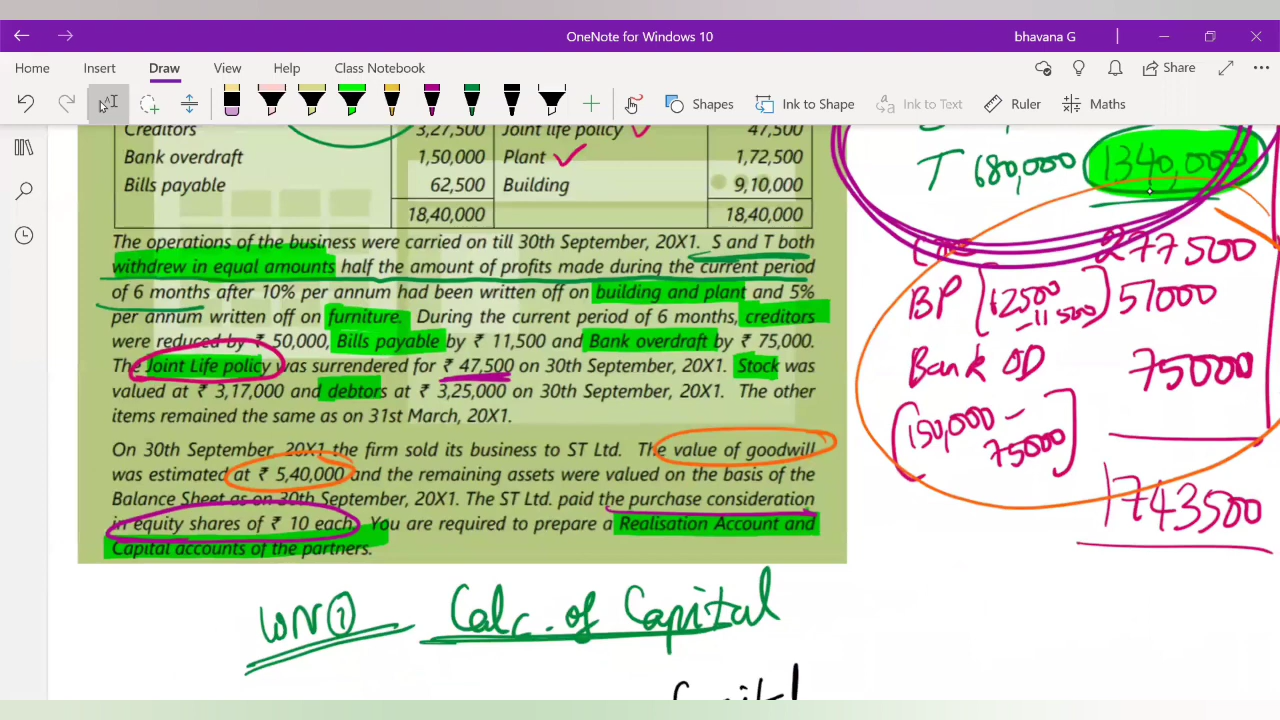 OneNote for Windows 10
bhavana G
Home Insert Draw View Help Class Notebook
Share
Shapes Ink to Shape Ink to Text Ruler Maths
Creditors 3,27,500 Joint life policy 47,500
Bank overdraft 1,50,000 Plant 1,72,500
Bills payable 62,500 Building 9,10,000
18,40,000 18,40,000
The operations of the business were carried on till 30th September, 20X1. S and T both
withdrew in equal amounts half the amount of profits made during the current period
of 6 months after 10% per annum had been written off on building and plant and 5%
per annum written off on furniture. During the current period of 6 months, creditors
were reduced by ₹ 50,000, Bills payable by ₹ 11,500 and Bank overdraft by ₹ 75,000.
The Joint Life policy was surrendered for ₹ 47,500 on 30th September, 20X1. Stock was
valued at ₹ 3,17,000 and debtors at ₹ 3,25,000 on 30th September, 20X1. The other
items remained the same as on 31st March, 20X1.
On 30th September, 20X1 the firm sold its business to ST Ltd. The value of goodwill
was estimated at ₹ 5,40,000 and the remaining assets were valued on the basis of the
Balance Sheet as on 30th September, 20X1. The ST Ltd. paid the purchase consideration
in equity shares of ₹ 10 each. You are required to prepare a Realisation Account and
Capital accounts of the partners.
T 680,000 1340,000
277500
BP [62500 - 11500] 57000
Bank OD 75000
[150,000 - 75000]
1743500
WN ① Calc. of Capital